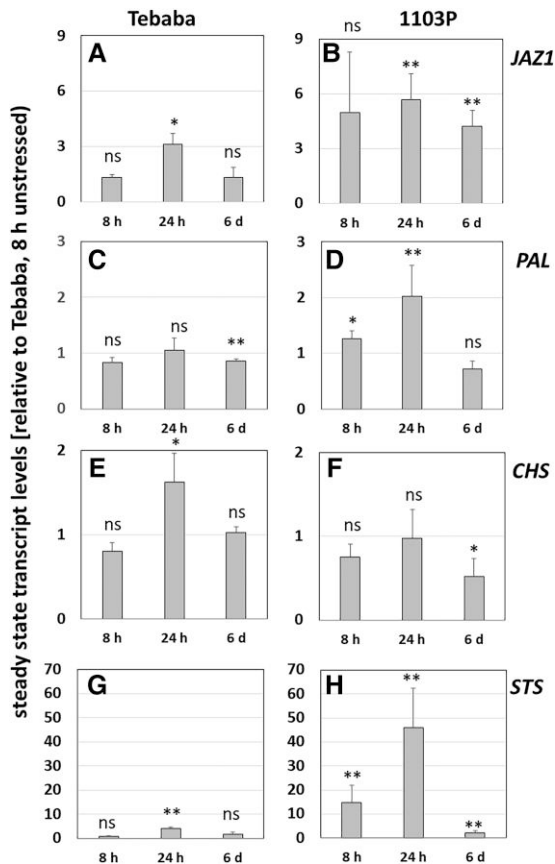 Tebaba 1103P
steady state transcript levels [relative to Tebaba, 8 h unstressed]
A
9
6
3
0
ns
*
ns
8 h 24 h 6 d
B
JAZ1
9
6
3
0
ns
**
**
8 h 24 h 6 d
C
3
2
1
0
ns
ns
**
8 h 24 h 6 d
D
PAL
3
2
1
0
*
**
ns
8 h 24 h 6 d
E
2
1
0
ns
*
ns
8 h 24 h 6 d
F
CHS
2
1
0
ns
ns
*
8 h 24 h 6 d
G
70
60
50
40
30
20
10
0
ns
**
ns
8 h 24 h 6 d
H
STS
70
60
50
40
30
20
10
0
**
**
**
8 h 24 h 6 d